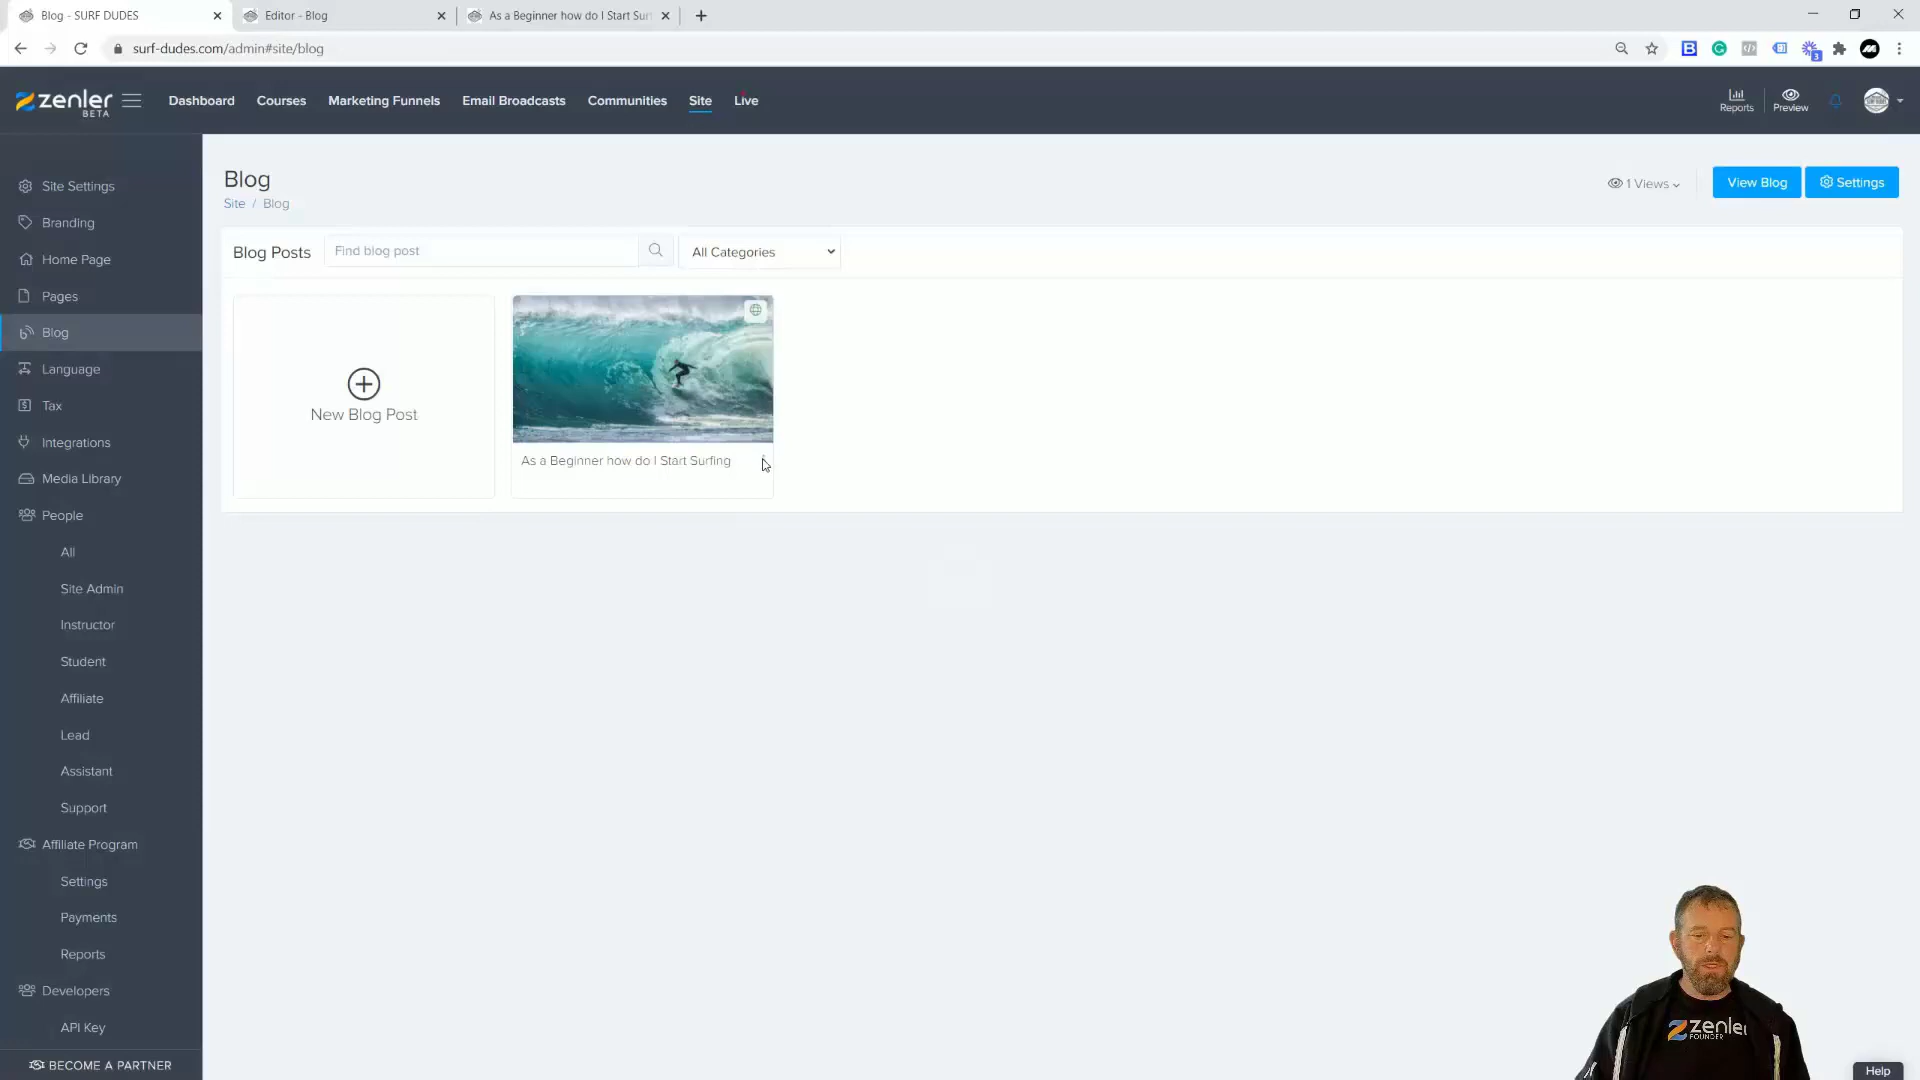 Blog - SURF DUDES
Editor - Blog
As a Beginner how do I Start Sur
surf-dudes.com/admin#site/blog
3
zenler
BETA
Dashboard
Courses
Marketing Funnels
Email Broadcasts
Communities
Site
Live
Reports
Preview
Site Settings
Branding
Home Page
Pages
Blog
Language
Tax
Integrations
Media Library
People
All
Site Admin
Instructor
Student
Affiliate
Lead
Assistant
Support
Affiliate Program
Settings
Payments
Reports
Developers
API Key
BECOME A PARTNER
Blog
Site / Blog
1 Views
View Blog
Settings
Blog Posts
Find blog post
All Categories
New Blog Post
As a Beginner how do I Start Surfing
zenler
FOUNDER
Help